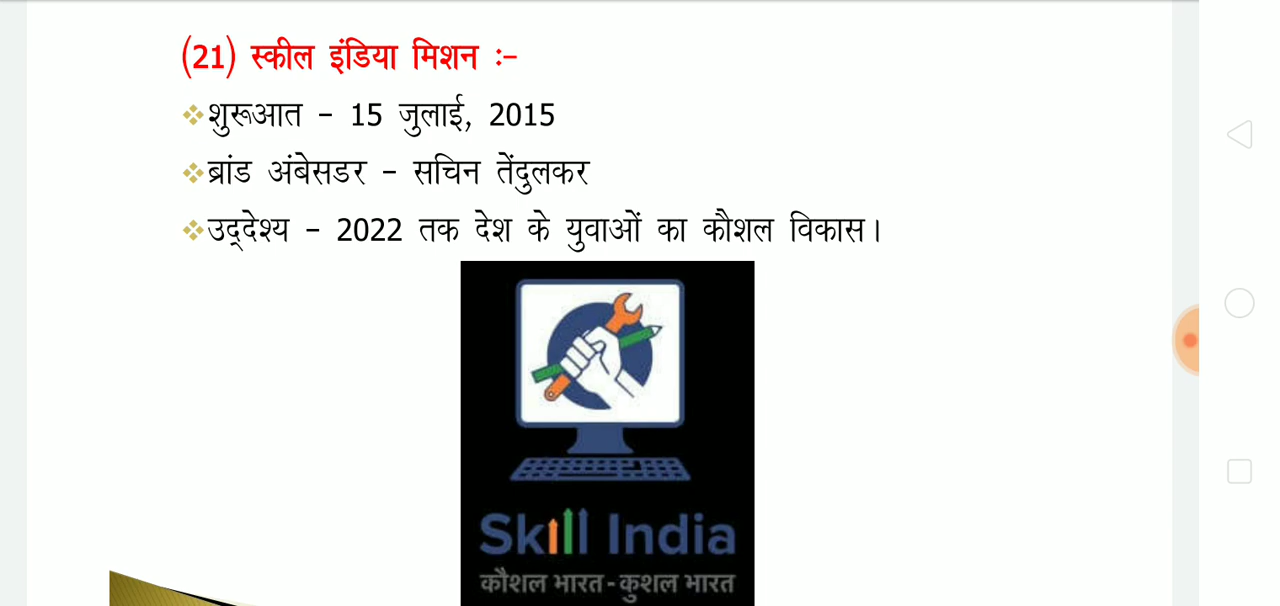 (21) स्कील इंडिया मिशन :–
❖शुरूआत – 15 जुलाई, 2015
❖ब्रांड अंबेसडर – सचिन तेंदुलकर
❖उद्देश्य – 2022 तक देश के युवाओं का कौशल विकास।
Skill India
कौशल भारत-कुशल भारत